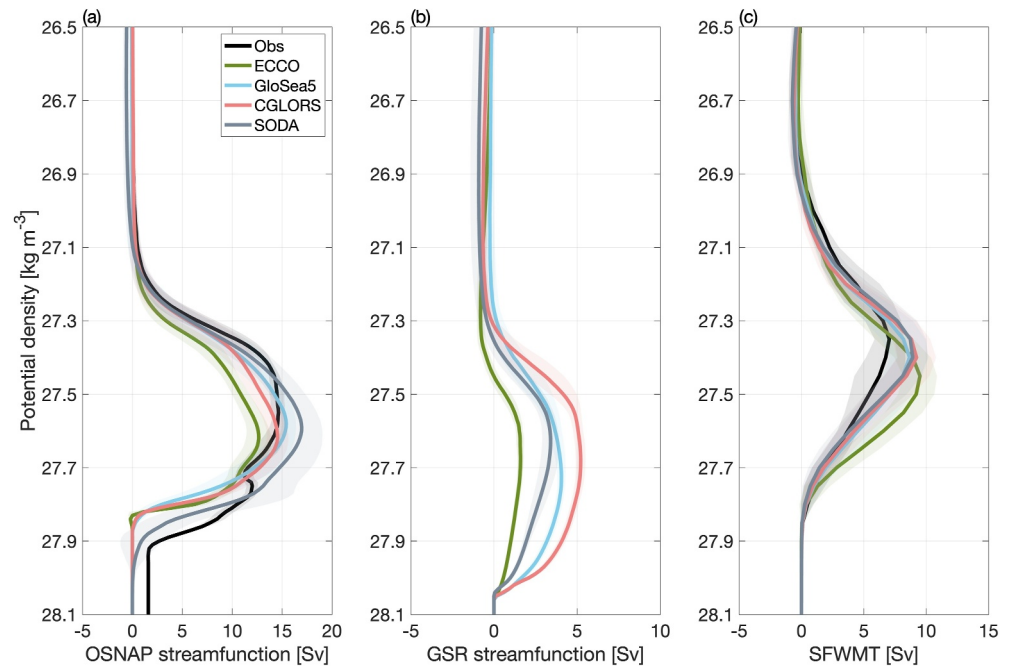 (a)
(b)
(c)
26.5
26.7
26.9
27.1
27.3
27.5
27.7
27.9
28.1
Potential density [kg m-3]
Obs
ECCO
GloSea5
CGLORS
SODA
-5 0 5 10 15 20
OSNAP streamfunction [Sv]
26.5
26.7
26.9
27.1
27.3
27.5
27.7
27.9
28.1
-5 0 5 10
GSR streamfunction [Sv]
26.5
26.7
26.9
27.1
27.3
27.5
27.7
27.9
28.1
-5 0 5 10 15
SFWMT [Sv]